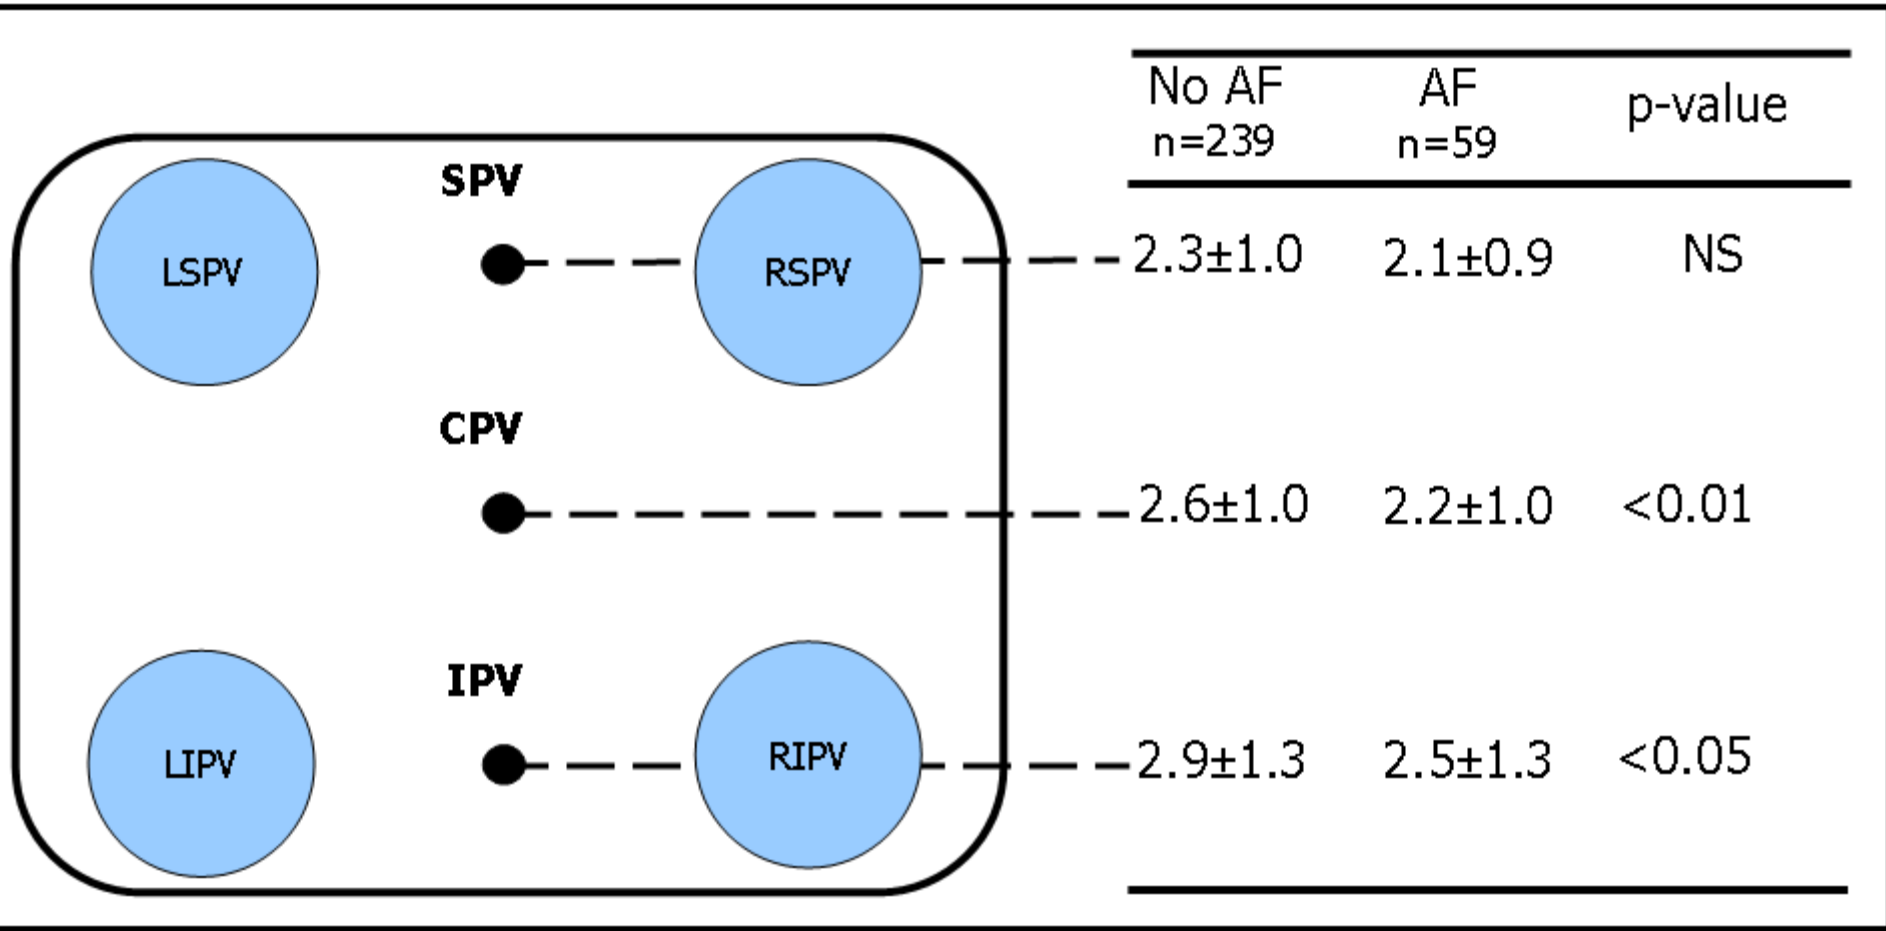 No AF AF p-value
n=239 n=59
SPV
LSPV RSPV 2.3±1.0 2.1±0.9 NS
CPV
2.6±1.0 2.2±1.0 <0.01
IPV
LIPV RIPV 2.9±1.3 2.5±1.3 <0.05